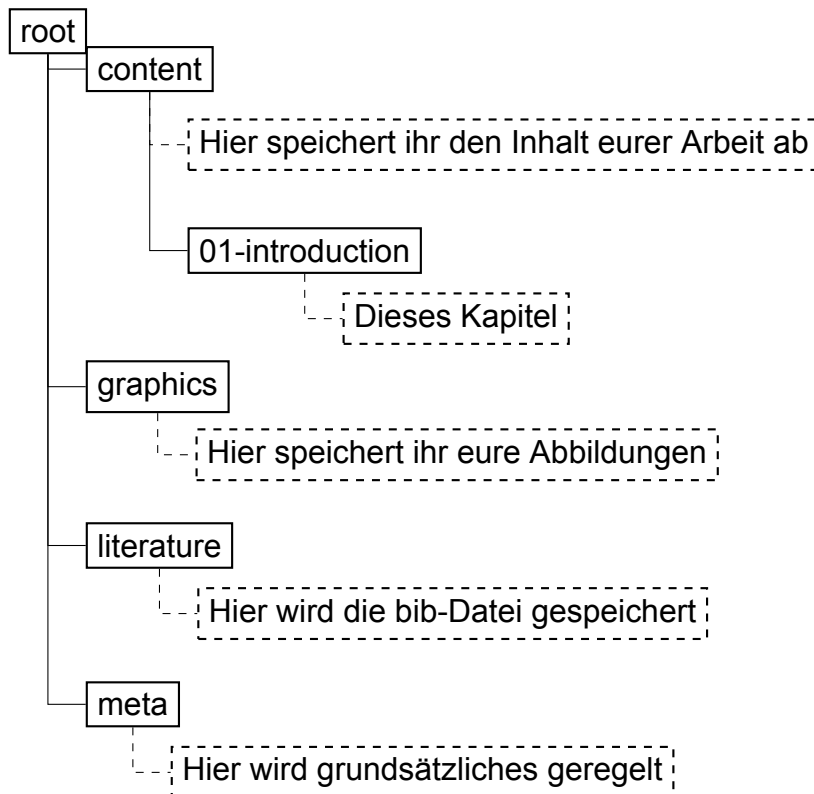 root
content
Hier speichert ihr den Inhalt eurer Arbeit ab
01-introduction
Dieses Kapitel
graphics
Hier speichert ihr eure Abbildungen
literature
Hier wird die bib-Datei gespeichert
meta
Hier wird grundsätzliches geregelt